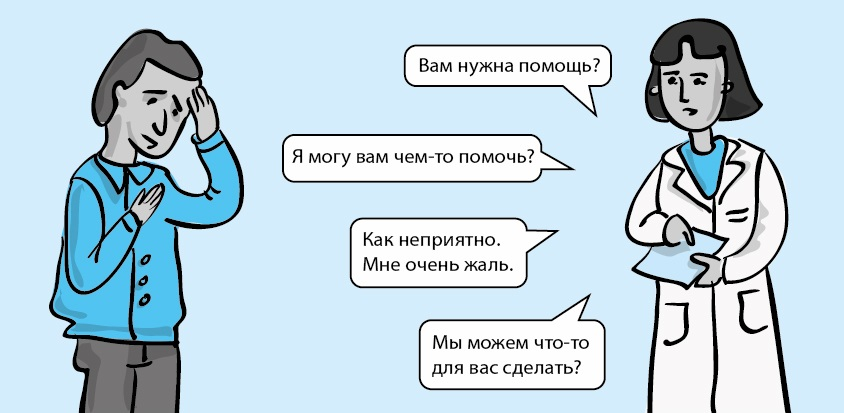 Вам нужна помощь?
Я могу вам чем-то помочь?
Как неприятно.
Мне очень жаль.
Мы можем что-то
для вас сделать?